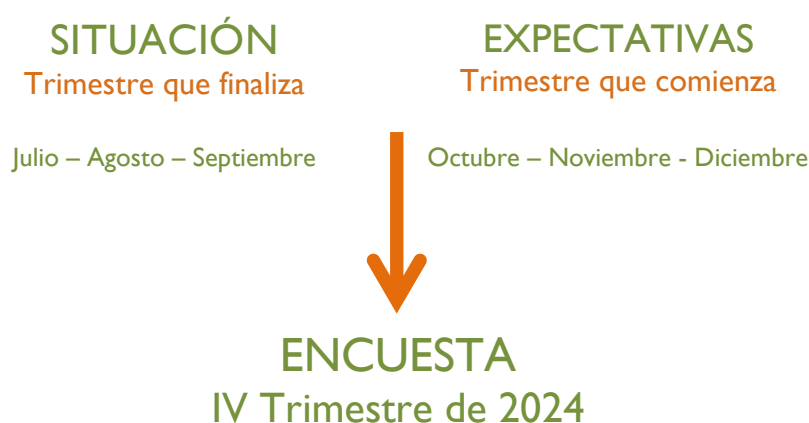 SITUACIÓN
Trimestre que finaliza
Julio – Agosto – Septiembre
EXPECTATIVAS
Trimestre que comienza
Octubre – Noviembre - Diciembre
ENCUESTA
IV Trimestre de 2024